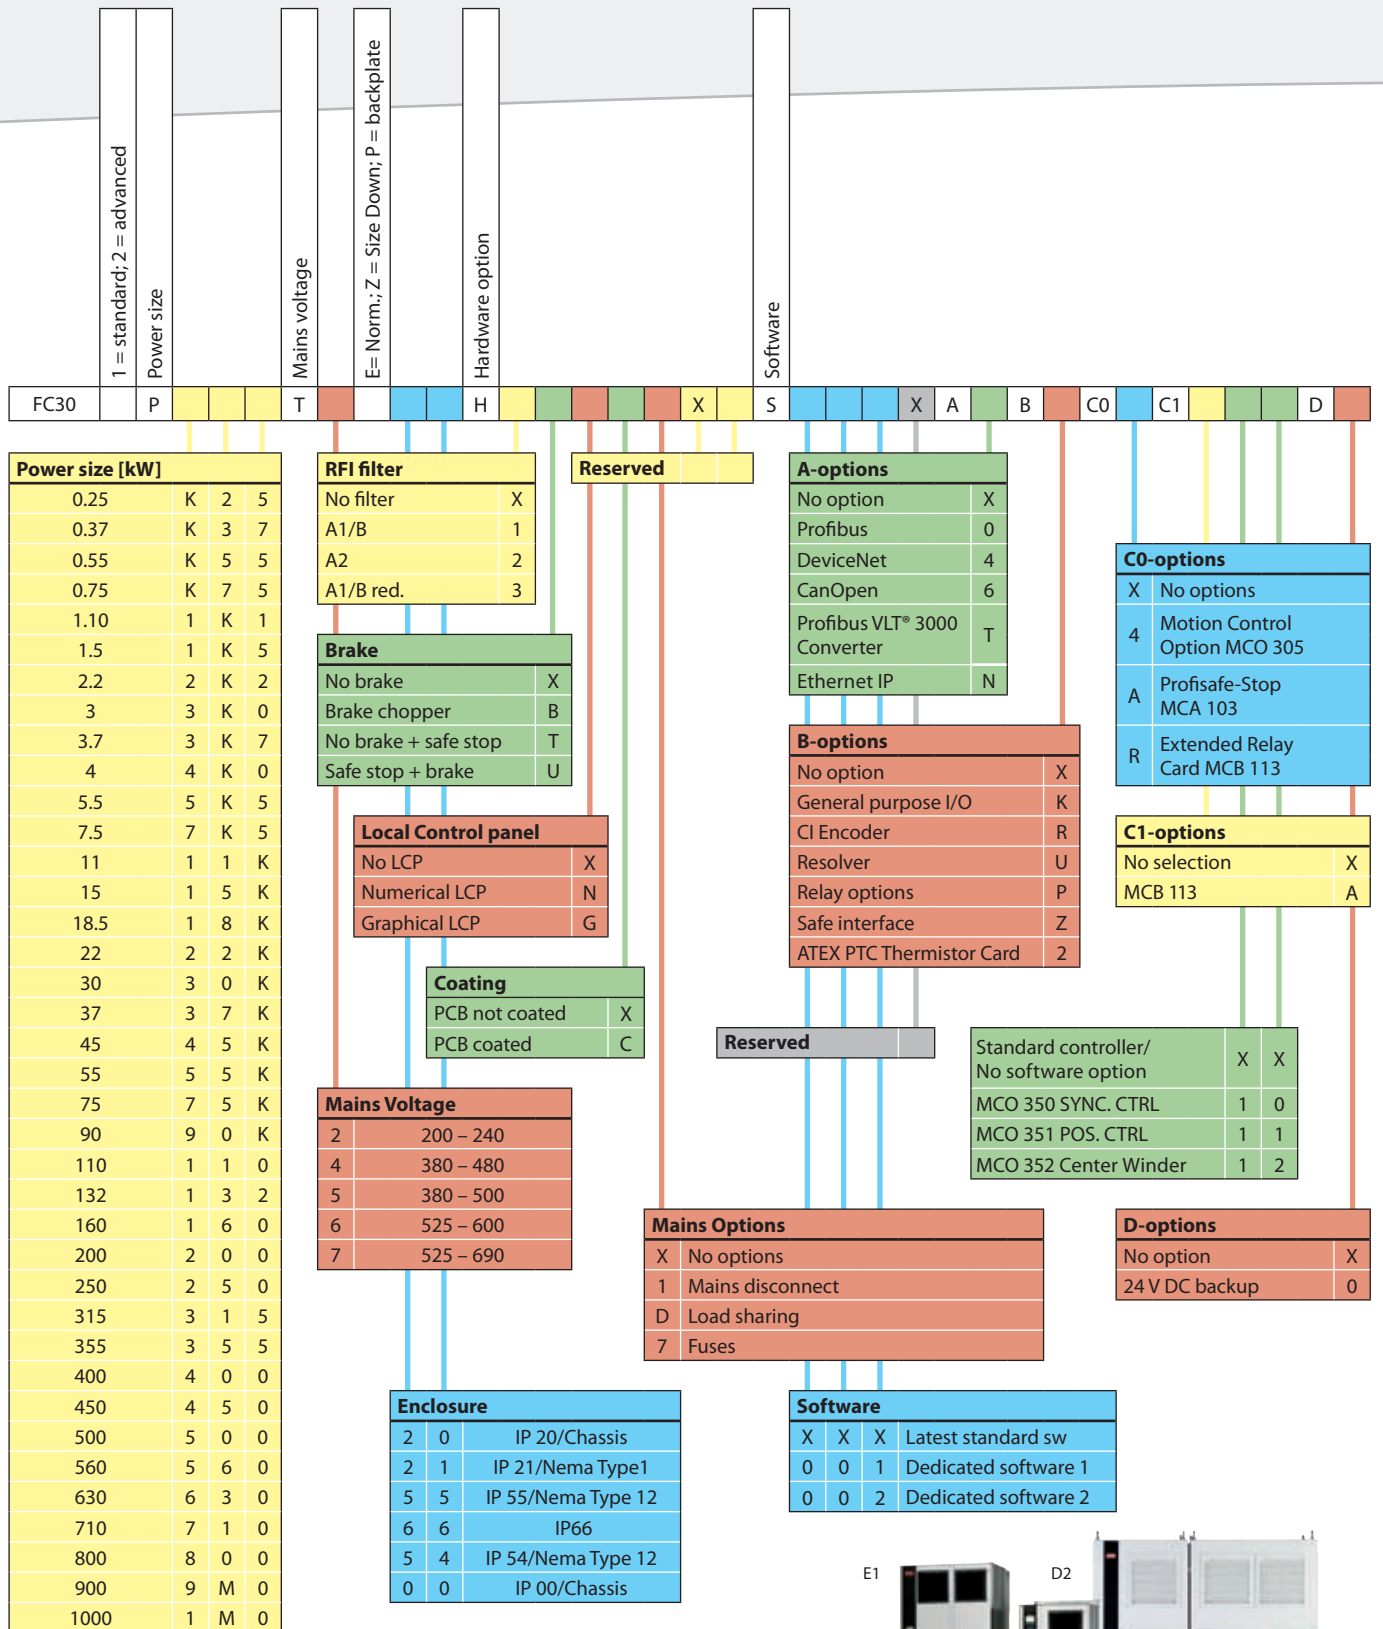 1 = standard; 2 = advanced
Power size
Mains voltage
E= Norm.; Z = Size Down; P = backplate
Hardware option
Software
FC30 P T H X S X A B C0 C1 D
Power size [kW]
0.25 K 2 5
0.37 K 3 7
0.55 K 5 5
0.75 K 7 5
1.10 1 K 1
1.5 1 K 5
2.2 2 K 2
3 3 K 0
3.7 3 K 7
4 4 K 0
5.5 5 K 5
7.5 7 K 5
11 1 1 K
15 1 5 K
18.5 1 8 K
22 2 2 K
30 3 0 K
37 3 7 K
45 4 5 K
55 5 5 K
75 7 5 K
90 9 0 K
110 1 1 0
132 1 3 2
160 1 6 0
200 2 0 0
250 2 5 0
315 3 1 5
355 3 5 5
400 4 0 0
450 4 5 0
500 5 0 0
560 5 6 0
630 6 3 0
710 7 1 0
800 8 0 0
900 9 M 0
1000 1 M 0
RFI filter
No filter X
A1/B 1
A2 2
A1/B red. 3
Brake
No brake X
Brake chopper B
No brake + safe stop T
Safe stop + brake U
Local Control panel
No LCP X
Numerical LCP N
Graphical LCP G
Coating
PCB not coated X
PCB coated C
Mains Voltage
2 200 – 240
4 380 – 480
5 380 – 500
6 525 – 600
7 525 – 690
Enclosure
2 0 IP 20/Chassis
2 1 IP 21/Nema Type1
5 5 IP 55/Nema Type 12
6 6 IP66
5 4 IP 54/Nema Type 12
0 0 IP 00/Chassis
Reserved
A-options
No option X
Profibus 0
DeviceNet 4
CanOpen 6
Profibus VLT® 3000
Converter T
Ethernet IP N
B-options
No option X
General purpose I/O K
CI Encoder R
Resolver U
Relay options P
Safe interface Z
ATEX PTC Thermistor Card 2
Reserved
Mains Options
X No options
1 Mains disconnect
D Load sharing
7 Fuses
Software
X X X Latest standard sw
0 0 1 Dedicated software 1
0 0 2 Dedicated software 2
C0-options
X No options
4 Motion Control
Option MCO 305
A Profisafe-Stop
MCA 103
R Extended Relay
Card MCB 113
C1-options
No selection X
MCB 113 A
Standard controller/
No software option X X
MCO 350 SYNC. CTRL 1 0
MCO 351 POS. CTRL 1 1
MCO 352 Center Winder 1 2
D-options
No option X
24 V DC backup 0
E1
D2